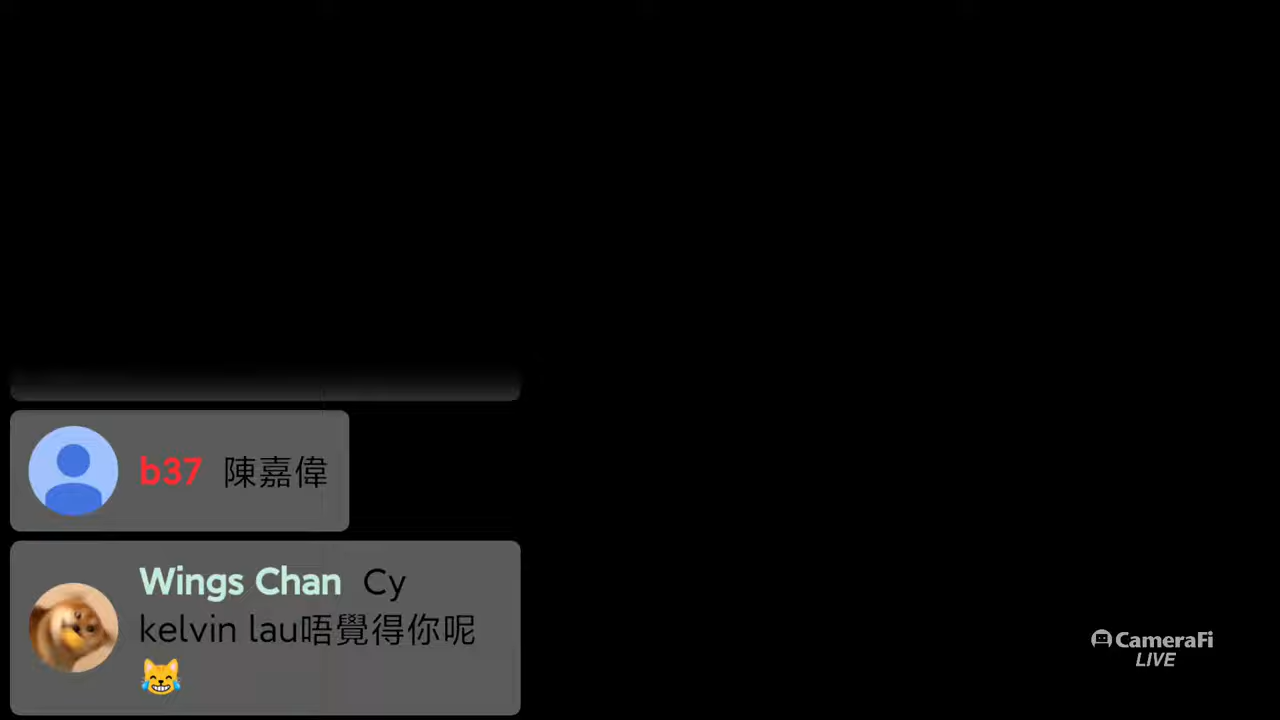 b37 陳嘉偉
Wings Chan Cy
kelvin lau唔覺得你呢
😹
CameraFi
LIVE